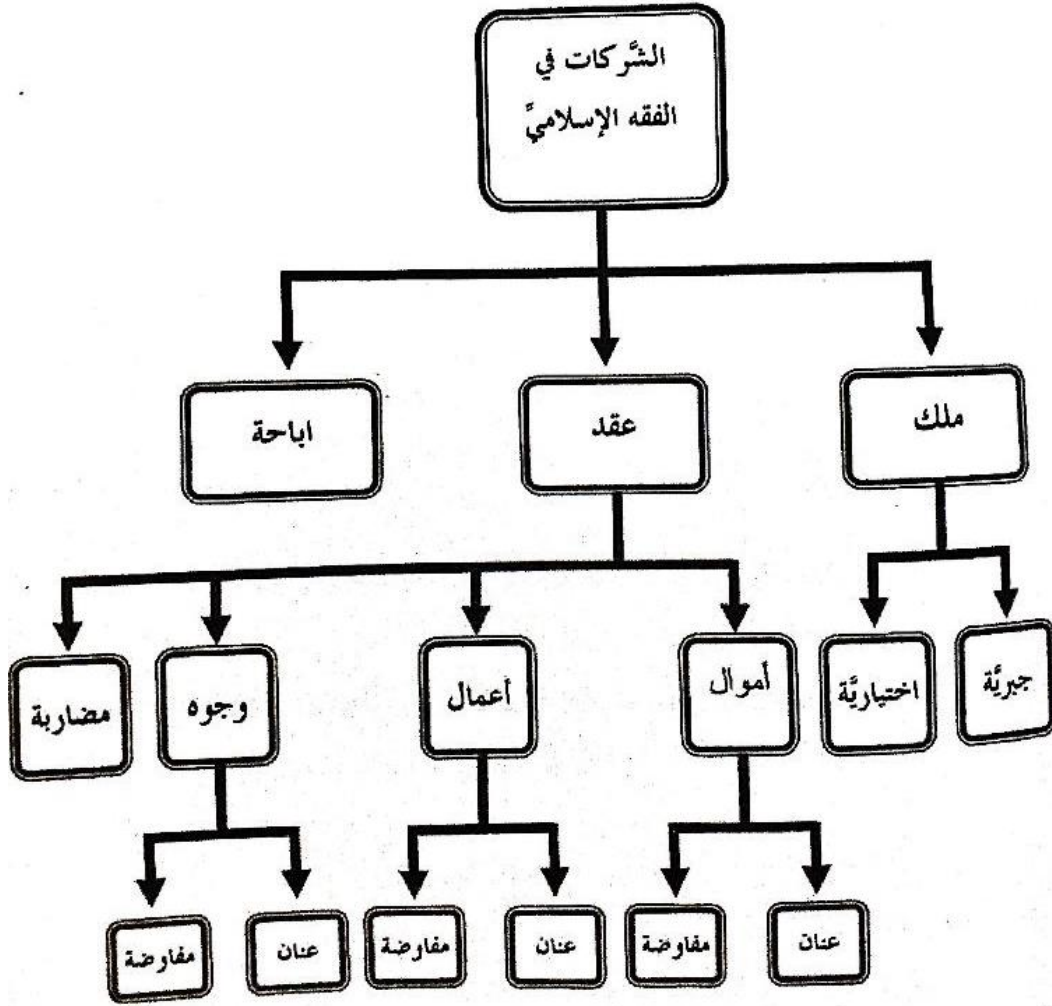 الشَّركات في
الفقه الإسلاميَّ
ملك
عقد
اباحة
جبريَّة
اختياريَّة
أموال
أعمال
وجوه
مضاربة
عنان
مفاوضة
عنان
مفاوضة
عنان
مفاوضة